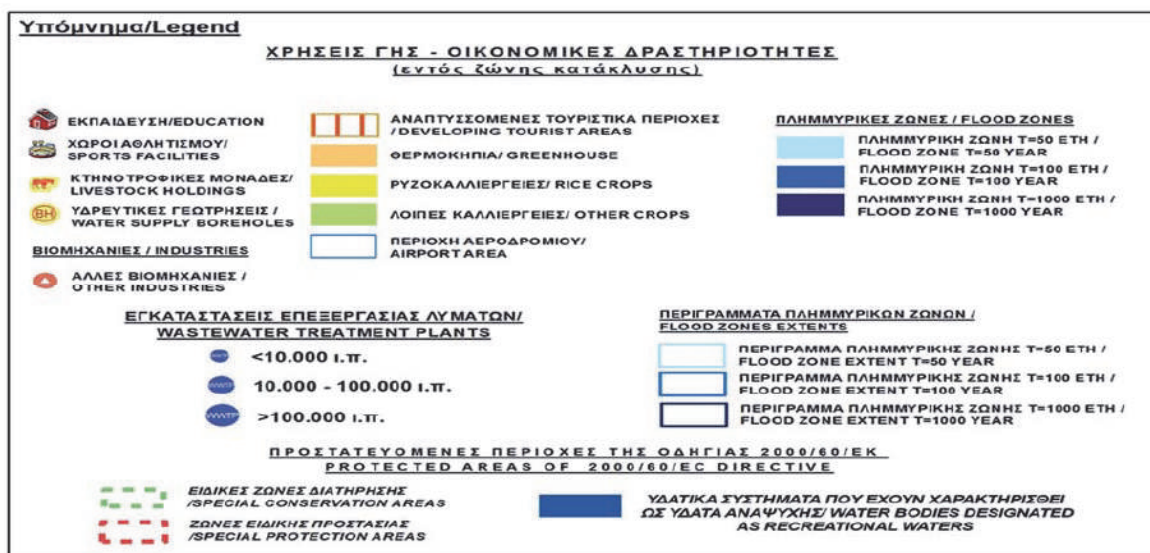 Υπόμνημα/Legend
ΧΡΗΣΕΙΣ ΓΗΣ - ΟΙΚΟΝΟΜΙΚΕΣ ΔΡΑΣΤΗΡΙΟΤΗΤΕΣ
(εντός ζώνης κατάκλυσης)
ΕΚΠΑΙΔΕΥΣΗ/EDUCATION
ΧΩΡΟΙ ΑΘΛΗΤΙΣΜΟΥ/
SPORTS FACILITIES
ΚΤΗΝΟΤΡΟΦΙΚΕΣ ΜΟΝΑΔΕΣ/
LIVESTOCK HOLDINGS
BH
ΥΔΡΕΥΤΙΚΕΣ ΓΕΩΤΡΗΣΕΙΣ /
WATER SUPPLY BOREHOLES
ΒΙΟΜΗΧΑΝΙΕΣ / INDUSTRIES
ΑΛΛΕΣ ΒΙΟΜΗΧΑΝΙΕΣ /
OTHER INDUSTRIES
ΑΝΑΠΤΥΣΣΟΜΕΝΕΣ ΤΟΥΡΙΣΤΙΚΑ ΠΕΡΙΟΧΕΣ
/ DEVELOPING TOURIST AREAS
ΘΕΡΜΟΚΗΠΙΑ/ GREENHOUSE
ΡΥΖΟΚΑΛΛΙΕΡΓΕΙΕΣ/ RICE CROPS
ΛΟΙΠΕΣ ΚΑΛΛΙΕΡΓΕΙΕΣ/ OTHER CROPS
ΠΕΡΙΟΧΗ ΑΕΡΟΔΡΟΜΙΟΥ/
AIRPORT AREA
ΠΛΗΜΜΥΡΙΚΕΣ ΖΩΝΕΣ / FLOOD ZONES
ΠΛΗΜΜΥΡΙΚΗ ΖΩΝΗ T=50 ΕΤΗ /
FLOOD ZONE T=50 YEAR
ΠΛΗΜΜΥΡΙΚΗ ΖΩΝΗ T=100 ΕΤΗ /
FLOOD ZONE T=100 YEAR
ΠΛΗΜΜΥΡΙΚΗ ΖΩΝΗ T=1000 ΕΤΗ /
FLOOD ZONE T=1000 YEAR
ΕΓΚΑΤΑΣΤΑΣΕΙΣ ΕΠΕΞΕΡΓΑΣΙΑΣ ΛΥΜΑΤΩΝ/
WASTEWATER TREATMENT PLANTS
<10.000 ι.π.
10.000 - 100.000 ι.π.
>100.000 ι.π.
ΠΕΡΙΓΡΑΜΜΑΤΑ ΠΛΗΜΜΥΡΙΚΩΝ ΖΩΝΩΝ /
FLOOD ZONES EXTENTS
ΠΕΡΙΓΡΑΜΜΑ ΠΛΗΜΜΥΡΙΚΗΣ ΖΩΝΗΣ T=50 ΕΤΗ /
FLOOD ZONE EXTENT T=50 YEAR
ΠΕΡΙΓΡΑΜΜΑ ΠΛΗΜΜΥΡΙΚΗΣ ΖΩΝΗΣ T=100 ΕΤΗ /
FLOOD ZONE EXTENT T=100 YEAR
ΠΕΡΙΓΡΑΜΜΑ ΠΛΗΜΜΥΡΙΚΗΣ ΖΩΝΗΣ T=1000 ΕΤΗ /
FLOOD ZONE EXTENT T=1000 YEAR
ΠΡΟΣΤΑΤΕΥΟΜΕΝΕΣ ΠΕΡΙΟΧΕΣ ΤΗΣ ΟΔΗΓΙΑΣ 2000/60/ΕΚ
PROTECTED AREAS OF 2000/60/EC DIRECTIVE
ΕΙΔΙΚΕΣ ΖΩΝΕΣ ΔΙΑΤΗΡΗΣΗΣ
/SPECIAL CONSERVATION AREAS
ΖΩΝΕΣ ΕΙΔΙΚΗΣ ΠΡΟΣΤΑΣΙΑΣ
/SPECIAL PROTECTION AREAS
ΥΔΑΤΙΚΑ ΣΥΣΤΗΜΑΤΑ ΠΟΥ ΕΧΟΥΝ ΧΑΡΑΚΤΗΡΙΣΘΕΙ
ΩΣ ΥΔΑΤΑ ΑΝΑΨΥΧΗΣ/ WATER BODIES DESIGNATED
AS RECREATIONAL WATERS